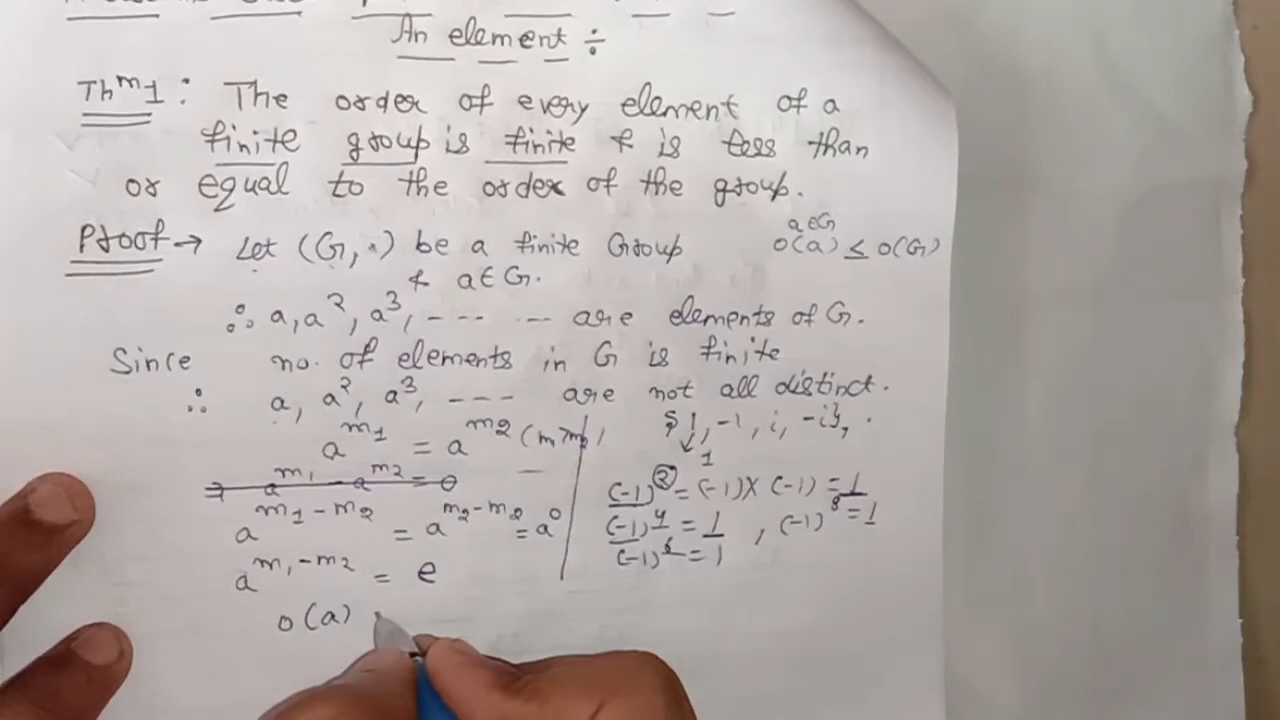 An element ÷
Thm 1 : The order of every element of a
finite group is finite & is less than
or equal to the order of the group.
Proof → Let (G, .) be a finite Group
a∈G
o(a) ≤ o(G)
& a∈G.
∴ a, a², a³, --- --- are elements of G.
Since no. of elements in G is finite
∴ a, a², a³, ---- are not all distinct.
a^m1 = a^m2 (m1>m2)
⇒ a^m1 - a^m2 = 0
a^m1-m2 = a^m2-m2 = a⁰
a^m1-m2 = e
o(a)
{1, -1, i, -i},
↙
1
(-1)² = (-1) × (-1) = 1
(-1)⁴ = 1 , (-1)⁸ = 1
(-1)⁶ = 1